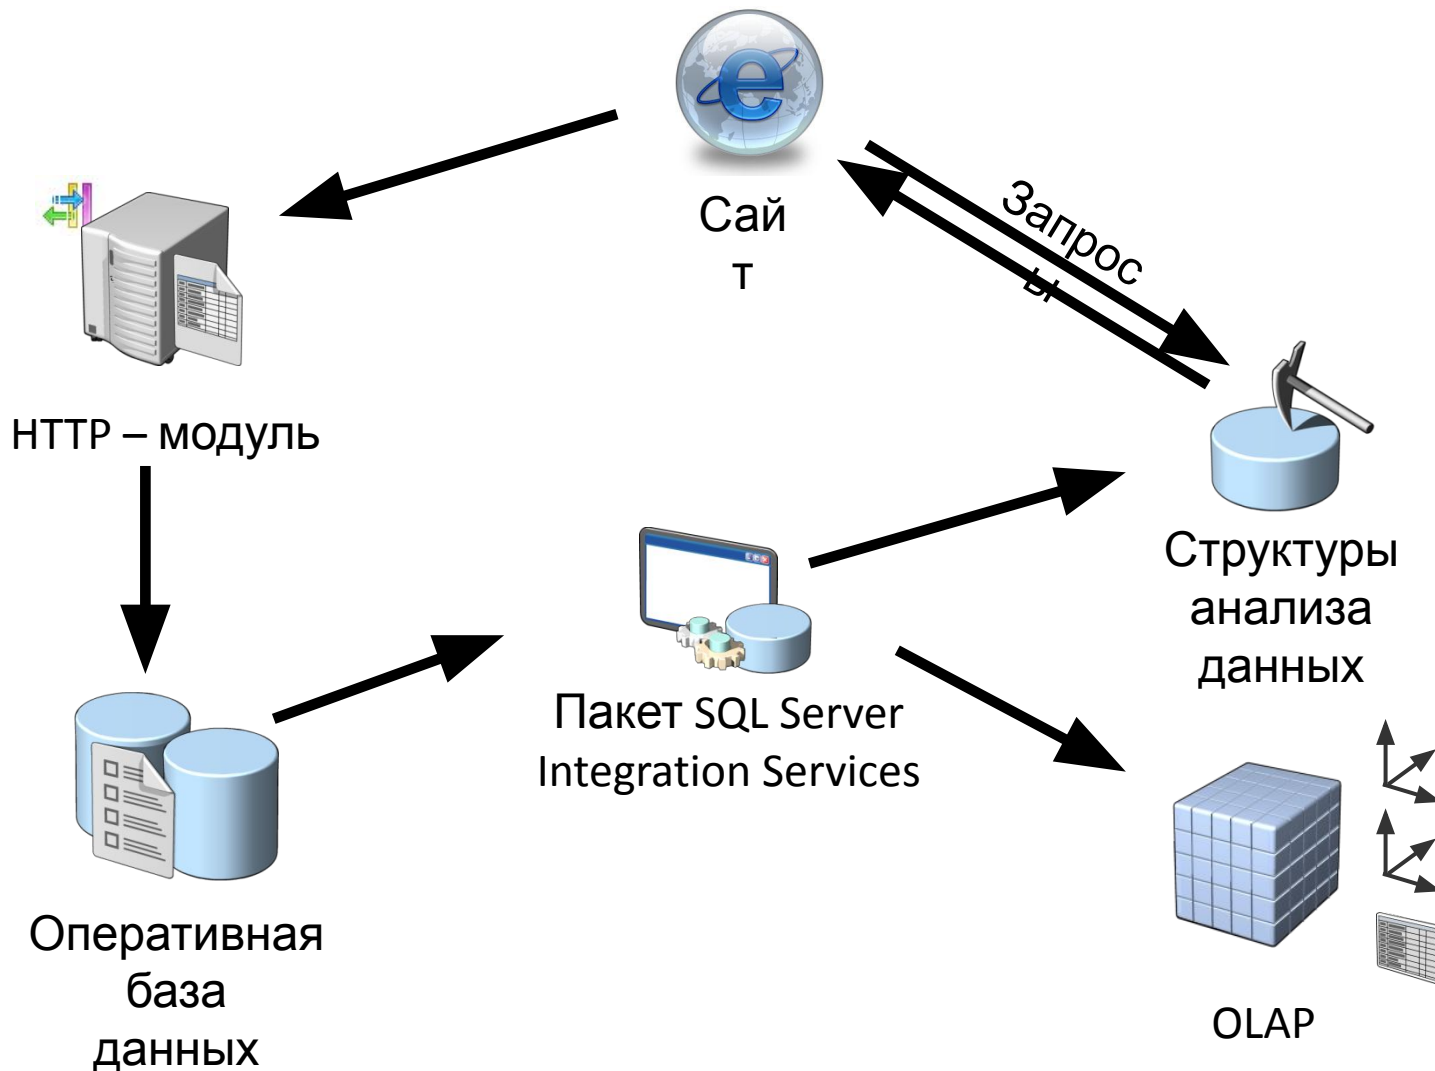 Сай
т
Запрос
ы
HTTP – модуль
Структуры
анализа
данных
Пакет SQL Server
Integration Services
Оперативная
база
данных
OLAP